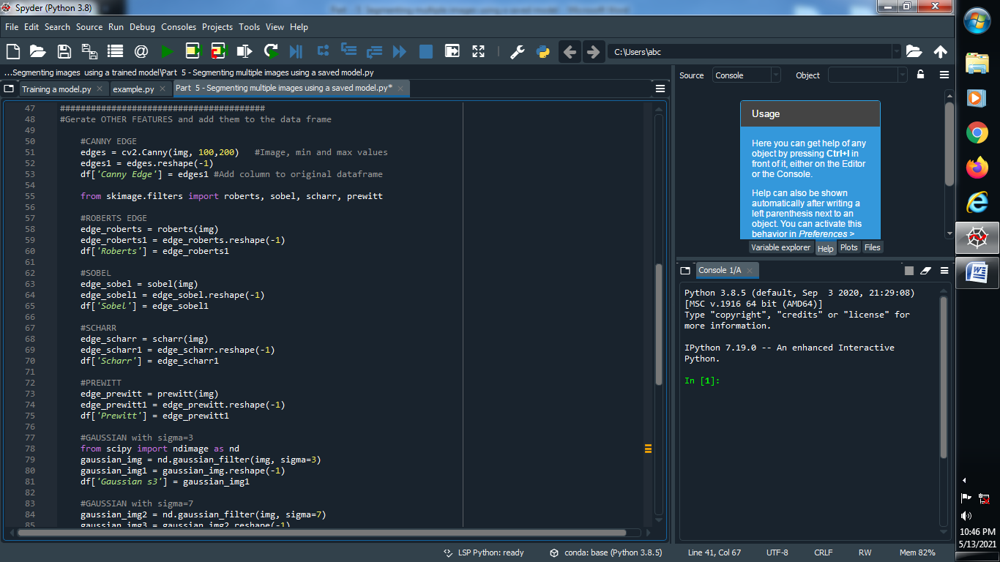 Spyder (Python 3.8)
File Edit Search Source Run Debug Consoles Projects Tools View Help
C:\Users\abc
...Segmenting images  using a trained model\Part  5 - Segmenting multiple images using a saved model.py
Training a model.py
example.py
Part  5 - Segmenting multiple images using a saved model.py*
47 ########################################
48 #Gerate OTHER FEATURES and add them to the data frame
49
50 #CANNY EDGE
51 edges = cv2.Canny(img, 100,200)   #Image, min and max values
52 edges1 = edges.reshape(-1)
53 df['Canny Edge'] = edges1 #Add column to original dataframe
54
55 from skimage.filters import roberts, sobel, scharr, prewitt
56
57 #ROBERTS EDGE
58 edge_roberts = roberts(img)
59 edge_roberts1 = edge_roberts.reshape(-1)
60 df['Roberts'] = edge_roberts1
61
62 #SOBEL
63 edge_sobel = sobel(img)
64 edge_sobel1 = edge_sobel.reshape(-1)
65 df['Sobel'] = edge_sobel1
66
67 #SCHARR
68 edge_scharr = scharr(img)
69 edge_scharr1 = edge_scharr.reshape(-1)
70 df['Scharr'] = edge_scharr1
71
72 #PREWITT
73 edge_prewitt = prewitt(img)
74 edge_prewitt1 = edge_prewitt.reshape(-1)
75 df['Prewitt'] = edge_prewitt1
76
77 #GAUSSIAN with sigma=3
78 from scipy import ndimage as nd
79 gaussian_img = nd.gaussian_filter(img, sigma=3)
80 gaussian_img1 = gaussian_img.reshape(-1)
81 df['Gaussian s3'] = gaussian_img1
82
83 #GAUSSIAN with sigma=7
84 gaussian_img2 = nd.gaussian_filter(img, sigma=7)
85 gaussian_img3 = gaussian_img2.reshape(-1)
Source Console Object
Usage
Here you can get help of any
object by pressing Ctrl+I in
front of it, either on the Editor
or the Console.
Help can also be shown
automatically after writing a
left parenthesis next to an
object. You can activate this
behavior in Preferences >
Variable explorer Help Plots Files
Console 1/A
Python 3.8.5 (default, Sep  3 2020, 21:29:08)
[MSC v.1916 64 bit (AMD64)]
Type "copyright", "credits" or "license" for
more information.
IPython 7.19.0 -- An enhanced Interactive
Python.
In [1]:
LSP Python: ready conda: base (Python 3.8.5) Line 41, Col 67 UTF-8 CRLF RW Mem 82%
10:46 PM
5/13/2021